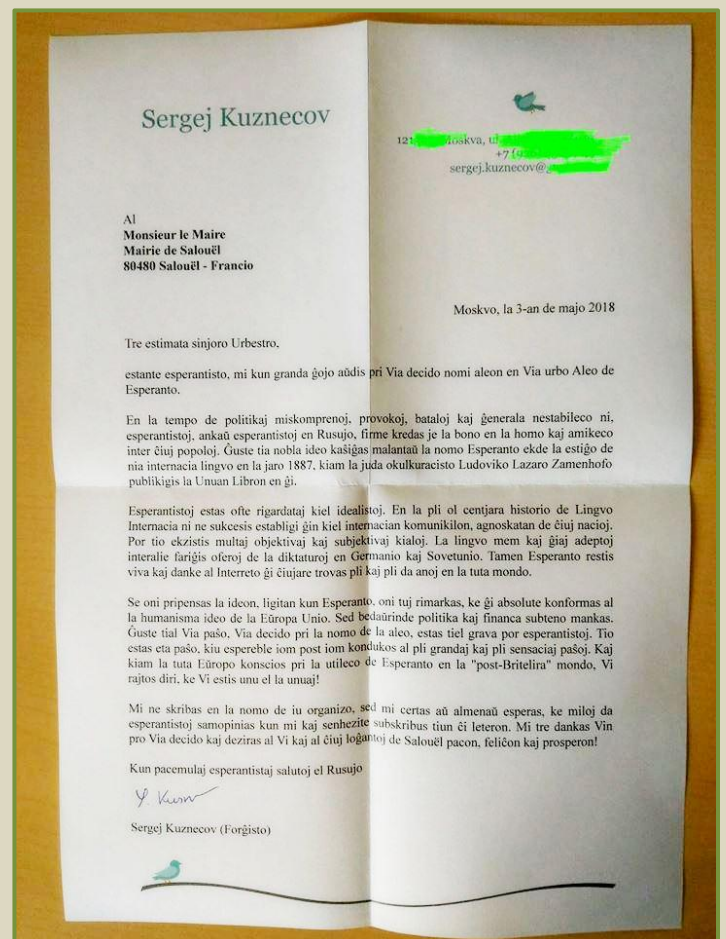 Sergej Kuznecov
121 Moskva,
+7
sergej.kuznecov@
Al
Monsieur le Maire
Mairie de Salouël
80480 Salouël - Francio
Moskvo, la 3-an de majo 2018
Tre estimata sinjoro Urbestro,
estante esperantisto, mi kun granda ĝojo aŭdis pri Via decido nomi aleon en Via urbo Aleo de
Esperanto.
En la tempo de politikaj miskomprenoj, provokoj, bataloj kaj ĝenerala nestabileco ni,
esperantistoj, ankaŭ esperantistoj en Rusujo, firme kredas je la bono en la homo kaj amikeco
inter ĉiuj popoloj. Ĝuste tia nobla ideo kaŝiĝas malantaŭ la nomo Esperanto ekde la estiĝo de
nia internacia lingvo en la jaro 1887, kiam la juda okulkuracisto Ludoviko Lazaro Zamenhofo
publikigis la Unuan Libron en ĝi.
Esperantistoj estas ofte rigardataj kiel idealistoj. En la pli ol centjara historio de Lingvo
Internacia ni ne sukcesis establigi ĝin kiel internacian komunikilon, agnoskatan de ĉiuj nacioj.
Por tio ekzistis multaj objektivaj kaj subjektivaj kialoj. La lingvo mem kaj ĝiaj adeptoj
interalie fariĝis oferoj de la diktaturoj en Germanio kaj Sovetunio. Tamen Esperanto restis
viva kaj danke al Interreto ĝi ĉiujare trovas pli kaj pli da anoj en la tuta mondo.
Se oni pripensas la ideon, ligitan kun Esperanto, oni tuj rimarkas, ke ĝi absolute konformas al
la humanisma ideo de la Eŭropa Unio. Sed bedaŭrinde politika kaj financa subteno mankas.
Ĝuste tial Via paŝo, Via decido pri la nomo de la aleo, estas tiel grava por esperantistoj. Tio
estas eta paŝo, kiu espereble iom post iom kondukos al pli grandaj kaj pli sensaciaj paŝoj. Kaj
kiam la tuta Eŭropo konscios pri la utileco de Esperanto en la "post-Britelira" mondo, Vi
rajtos diri, ke Vi estis unu el la unuaj!
Mi ne skribas en la nomo de iu organizo, sed mi certas aŭ almenaŭ esperas, ke miloj da
esperantistoj samopinias kun mi kaj senhezite subskribus tiun ĉi leteron. Mi tre dankas Vin
pro Via decido kaj deziras al Vi kaj al ĉiuj loĝantoj de Salouël pacon, feliĉon kaj prosperon!
Kun pacemulaj esperantistaj salutoj el Rusujo
Sergej Kuznecov (Forĝisto)